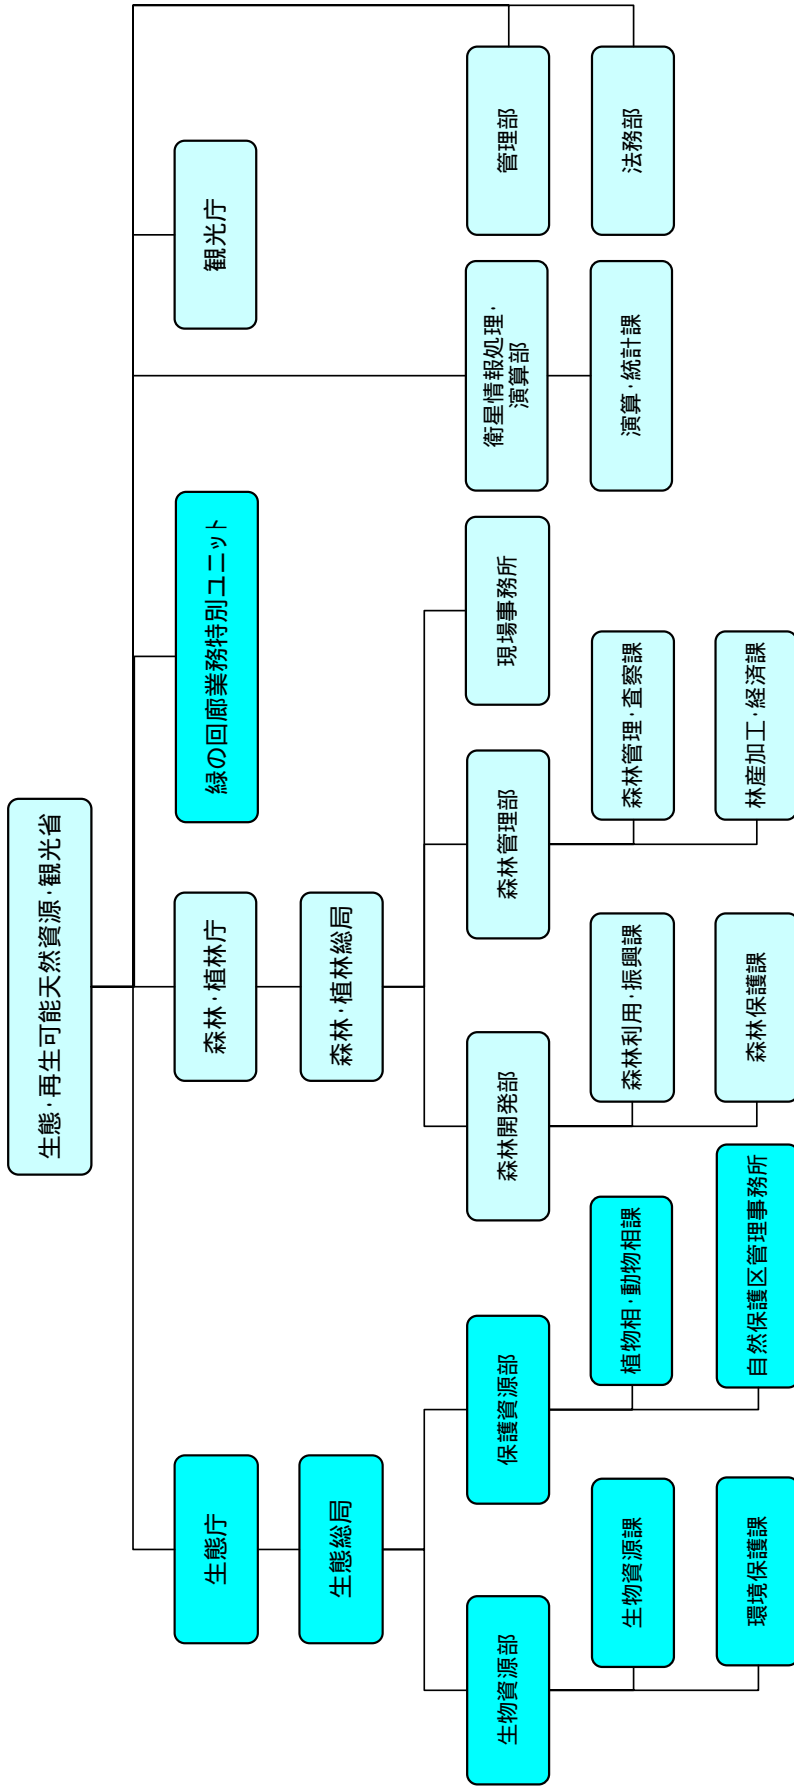 生態・再生可能天然資源・観光省
生態庁
森林・植林庁
緑の回廊業務特別ユニット
観光庁
生態総局
森林・植林総局
生物資源部
保護資源部
森林開発部
森林管理部
現場事務所
衛星情報処理・
演算部
管理部
生物資源課
植物相・動物相課
森林利用・振興課
森林管理・査察課
演算・統計課
法務部
環境保護課
自然保護区管理事務所
森林保護課
林産加工・経済課